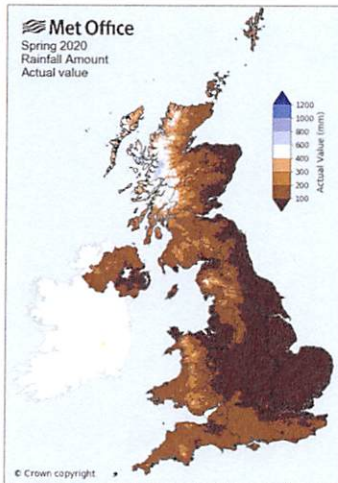 Met Office
Spring 2020
Rainfall Amount
Actual value
1200
1000
800
600
400
300
200
100
Actual Value (mm)
© Crown copyright